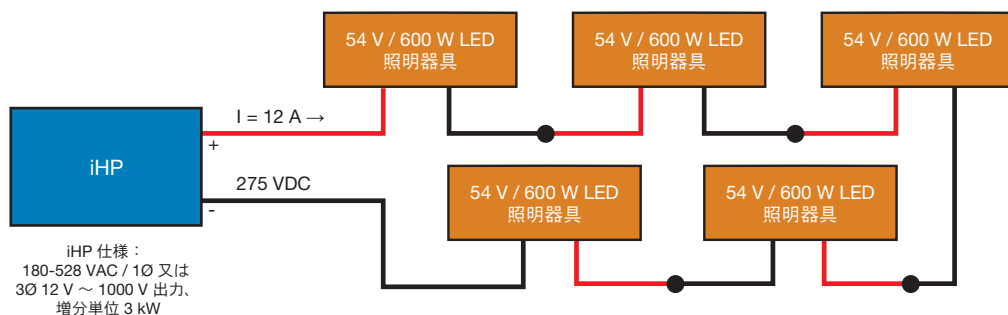 54 V / 600 W LED
照明器具
54 V / 600 W LED
照明器具
54 V / 600 W LED
照明器具
I = 12 A →
+
iHP
275 VDC
-
54 V / 600 W LED
照明器具
54 V / 600 W LED
照明器具
iHP 仕様：
180-528 VAC / 1Ø 又は
3Ø 12 V ～ 1000 V 出力、
増分単位 3 kW